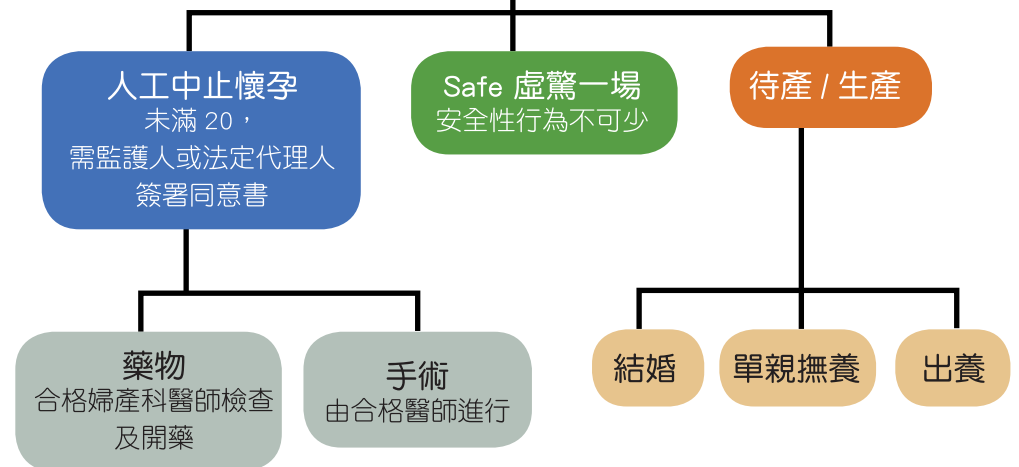 人工中止懷孕
未滿 20，
需監護人或法定代理人
簽署同意書
Safe 虛驚一場
安全性行為不可少
待產 / 生產
藥物
合格婦產科醫師檢查
及開藥
手術
由合格醫師進行
結婚
單親撫養
出養